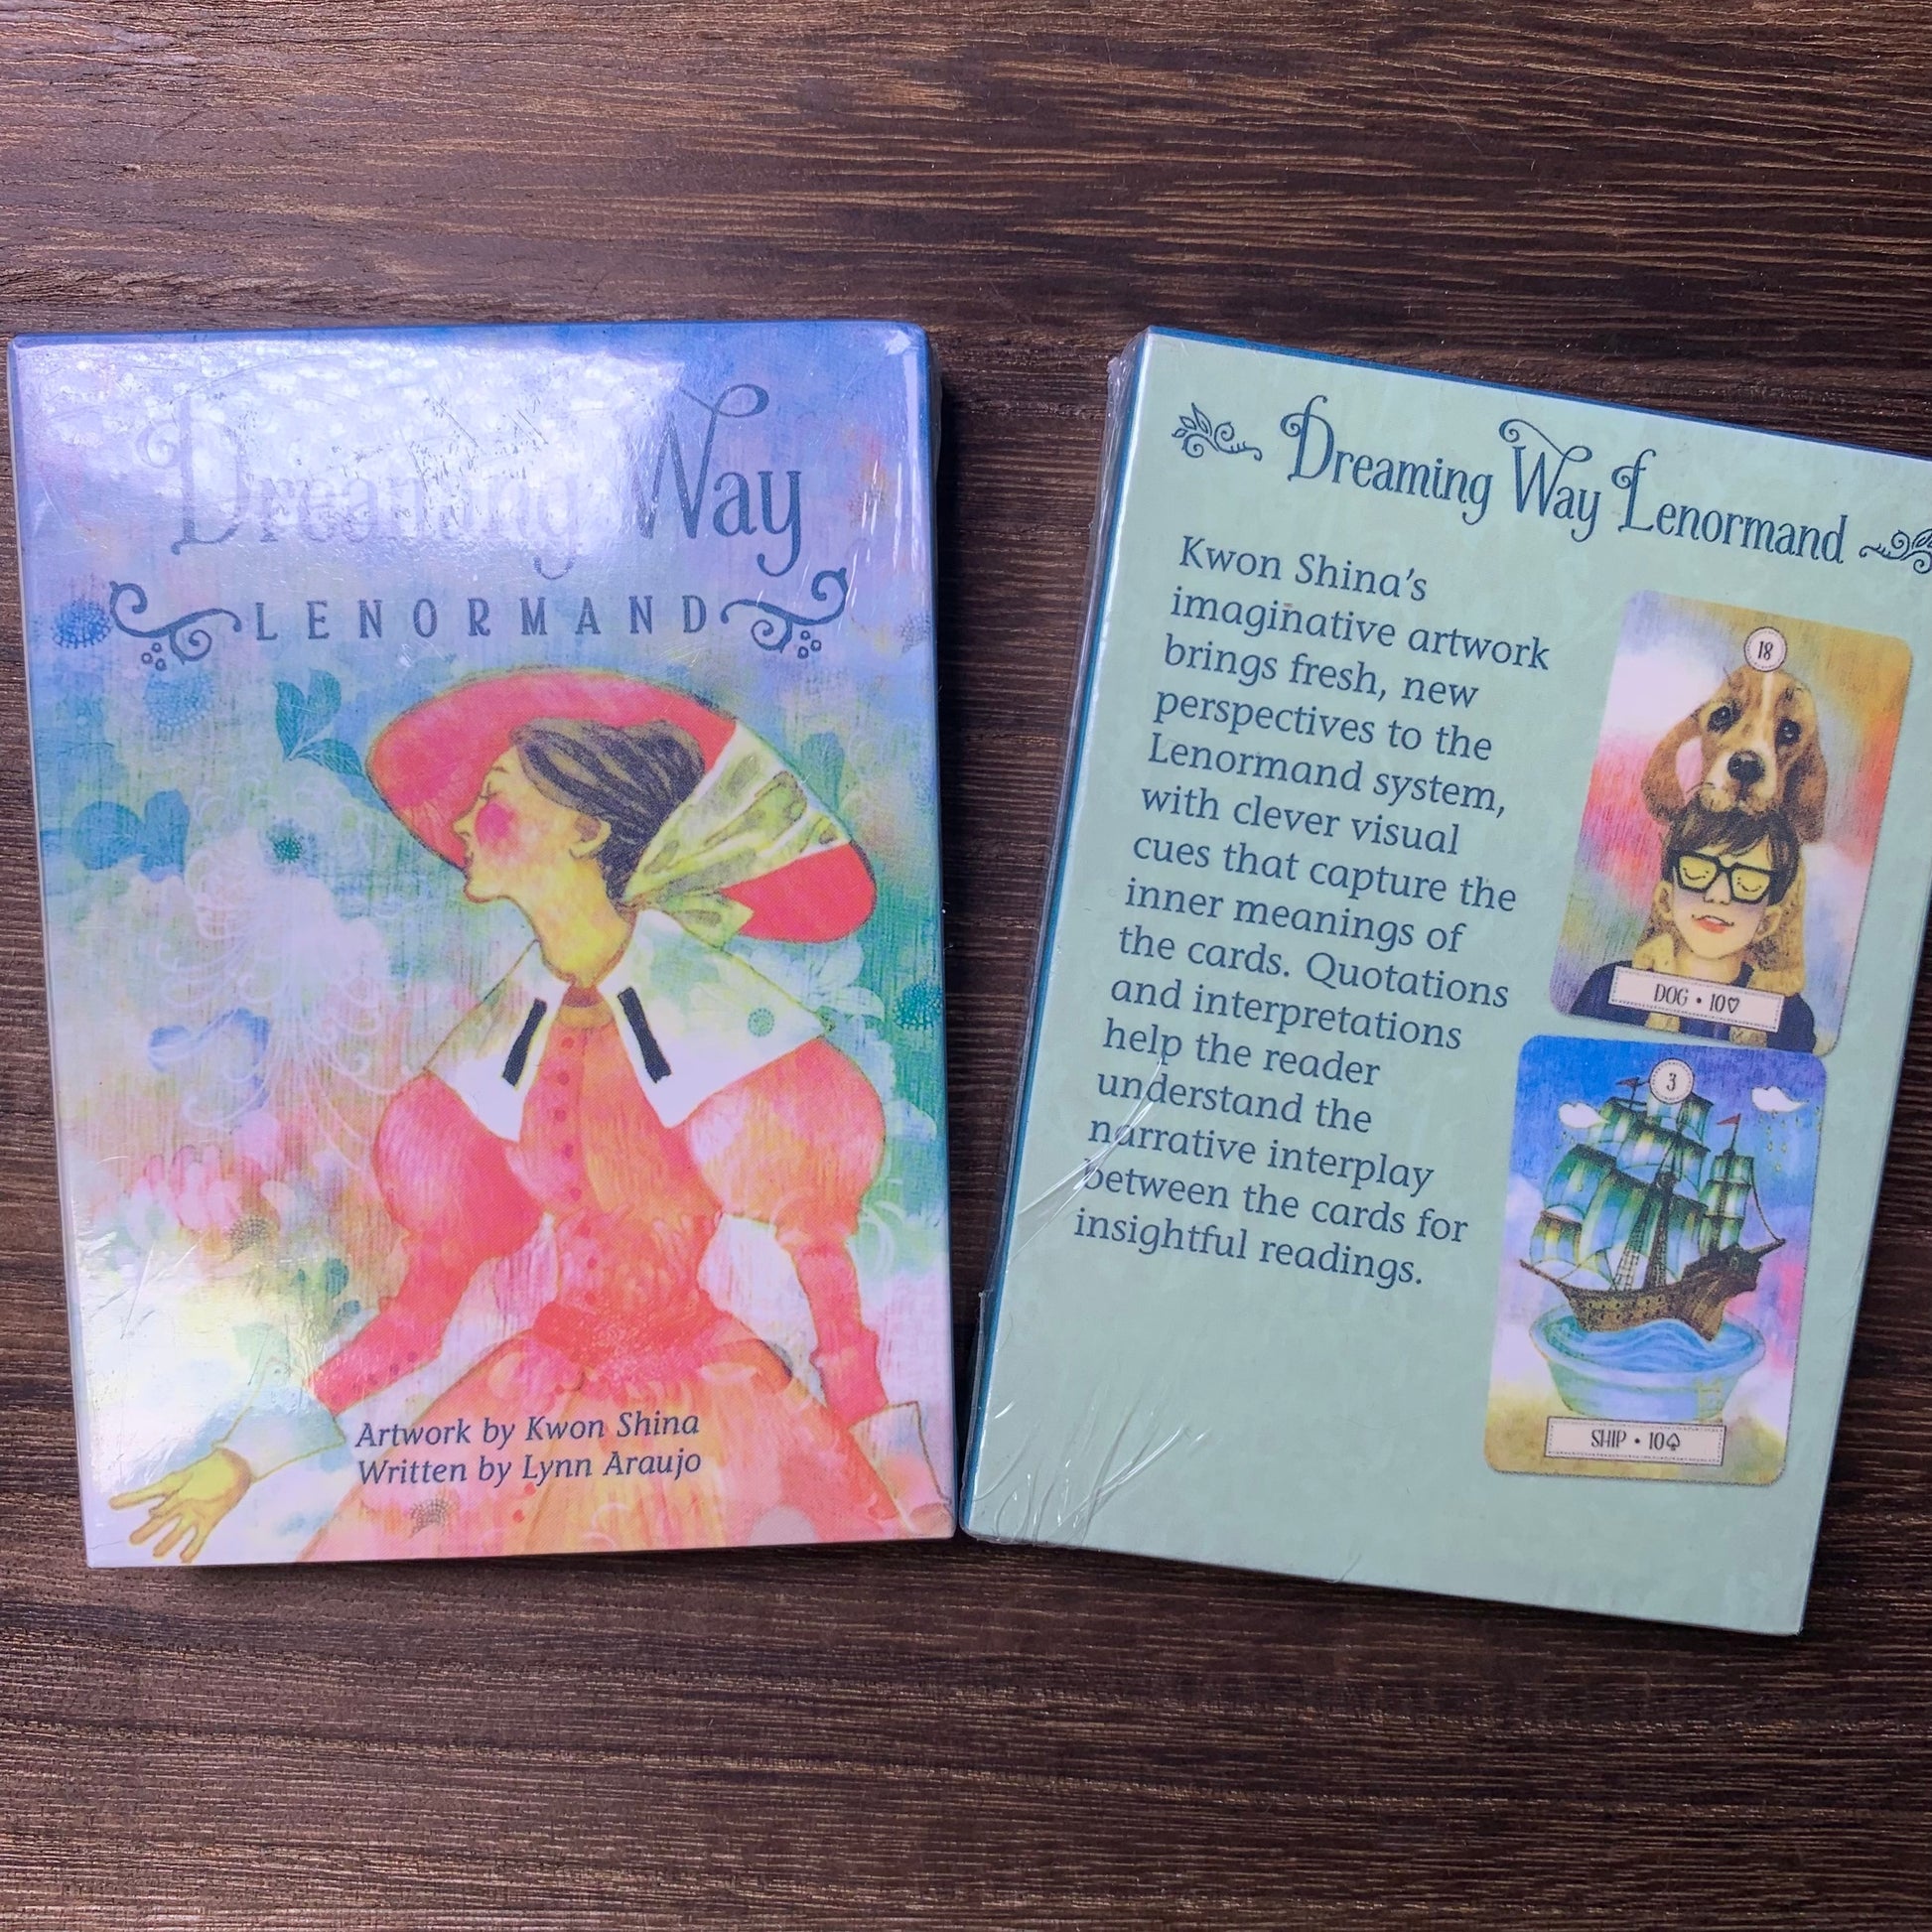 Dreaming Way
LENORMAND
Artwork by Kwon Shina
Written by Lynn Araujo
Dreaming Way Lenormand
Kwon Shina's
imaginative artwork
brings fresh, new
perspectives to the
Lenormand system,
with clever visual
cues that capture the
inner meanings of
the cards. Quotations
and interpretations
help the reader
understand the
narrative interplay
between the cards for
insightful readings.
18
DOG • 10♡
3
SHIP • 10♤